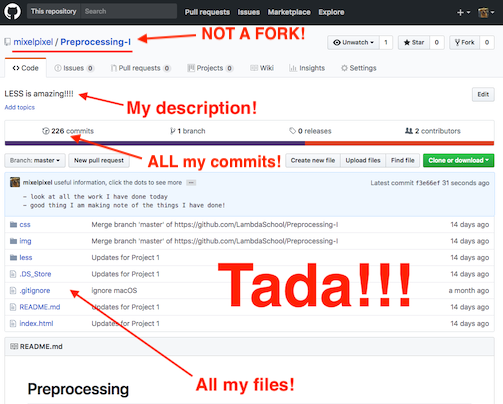 This repository Search Pull requests Issues Marketplace Explore
NOT A FORK!
mixelpixel / Preprocessing-I Unwatch 1 Star 0 Fork 0
Code Issues 0 Pull requests 0 Projects 0 Wiki Insights Settings
LESS is amazing!!!! Edit
Add topics
My description!
226 commits 1 branch 0 releases 2 contributors
ALL my commits!
Branch: master New pull request Create new file Upload files Find file Clone or download
mixelpixel useful information, click the dots to see more ... Latest commit f3e66ef 31 seconds ago
- look at all the work I have done today
- good thing I am making note of the things I have done!
css Merge branch 'master' of https://github.com/LambdaSchool/Preprocessing-I 14 days ago
img Merge branch 'master' of https://github.com/LambdaSchool/Preprocessing-I 14 days ago
less Updates for Project 1 14 days ago
.DS_Store Updates for Project 1 14 days ago
.gitignore ignore macOS a month ago
README.md Updates for Project 1 14 days ago
index.html Updates for Project 1 14 days ago
Tada!!!
README.md
All my files!
Preprocessing